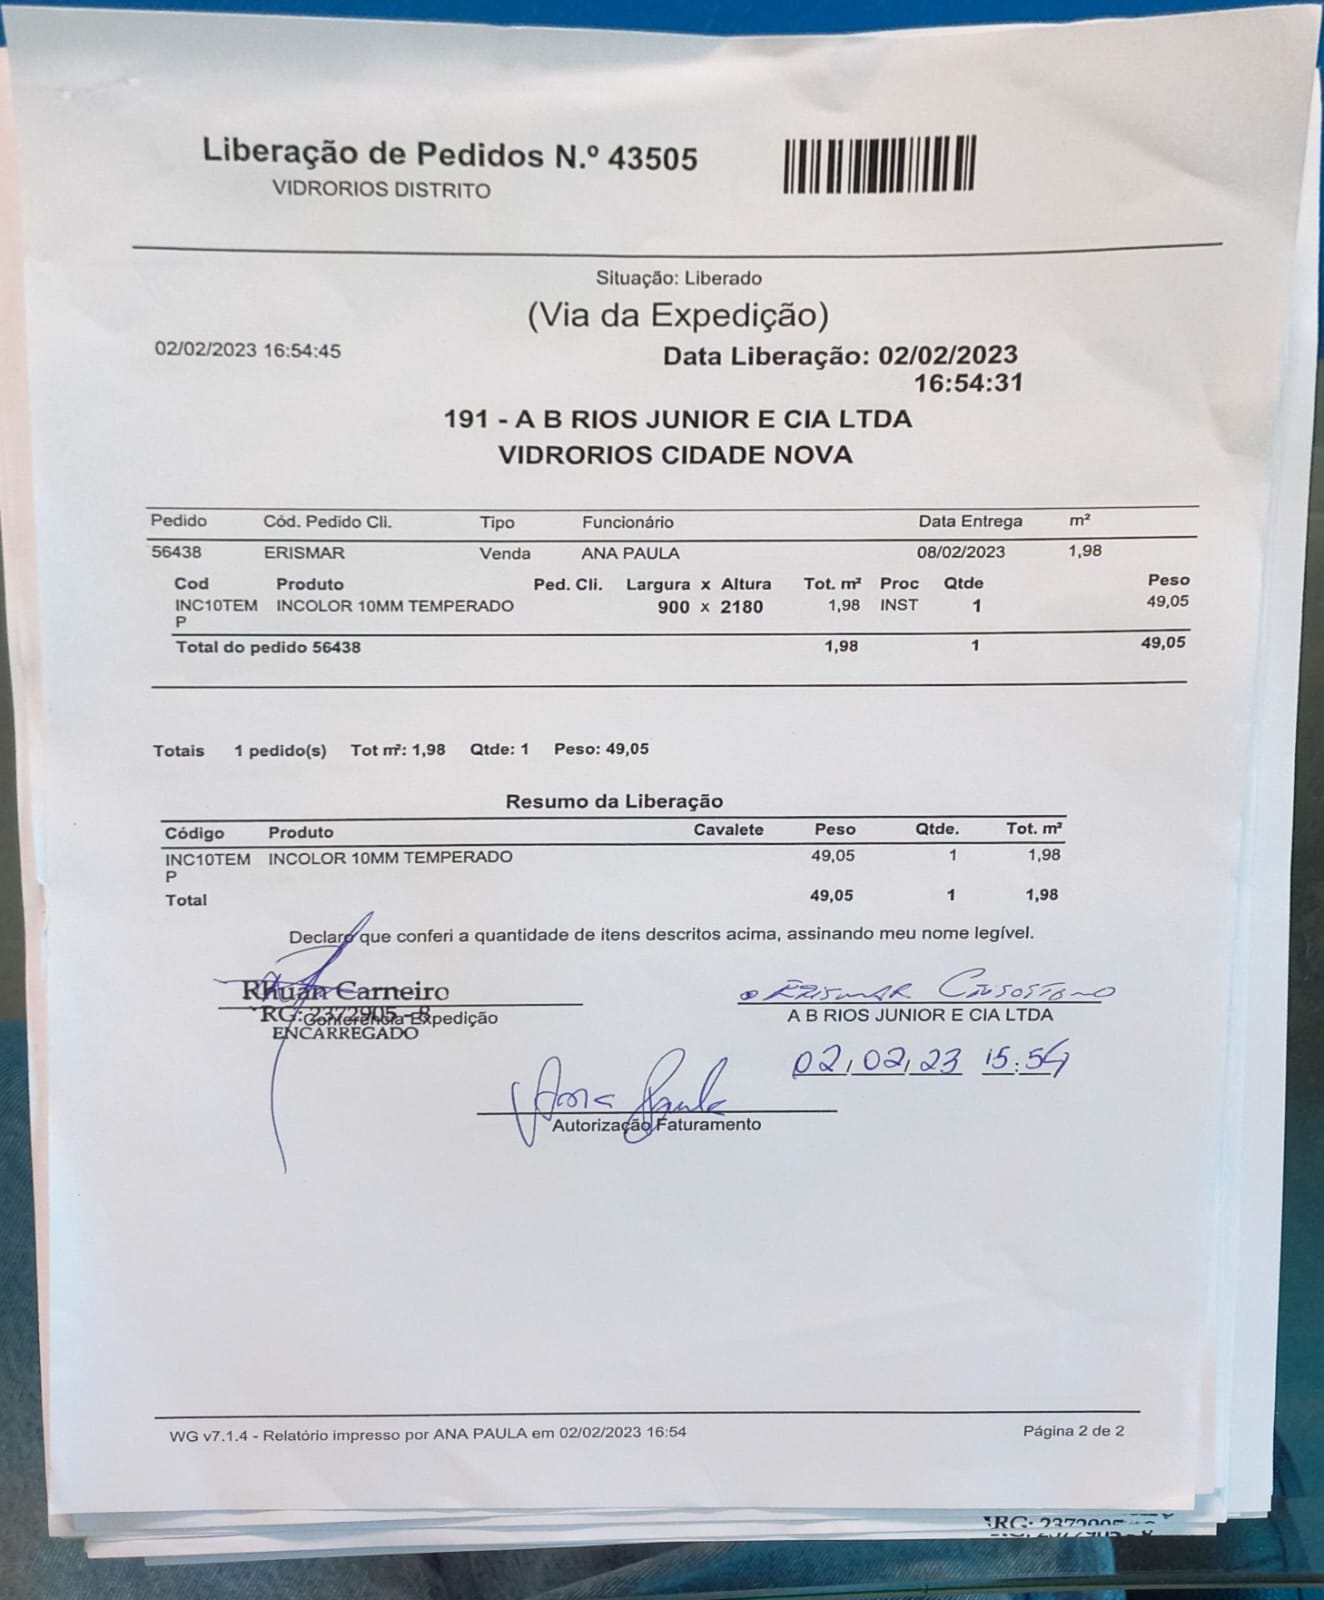 Liberação de Pedidos N.º 43505
VIDRORIOS DISTRITO
Situação: Liberado
(Via da Expedição)
02/02/2023 16:54:45
Data Liberação: 02/02/2023
16:54:31
191 - A B RIOS JUNIOR E CIA LTDA
VIDRORIOS CIDADE NOVA
Pedido Cód. Pedido Cli. Tipo Funcionário Data Entrega m²
56438 ERISMAR Venda ANA PAULA 08/02/2023 1,98
Cod Produto Ped. Cli. Largura x Altura Tot. m² Proc Qtde Peso
INC10TEM INCOLOR 10MM TEMPERADO 900 x 2180 1,98 INST 1 49,05
P
Total do pedido 56438 1,98 1 49,05
Totais 1 pedido(s) Tot m²: 1,98 Qtde: 1 Peso: 49,05
Resumo da Liberação
Código Produto Cavalete Peso Qtde. Tot. m²
INC10TEM INCOLOR 10MM TEMPERADO 49,05 1 1,98
P
Total 49,05 1 1,98
Declaro que conferi a quantidade de itens descritos acima, assinando meu nome legível.
Rhuan Carneiro
RG: 2372905 - 8
Conferência Expedição
ENCARREGADO
ERISMAR
A B RIOS JUNIOR E CIA LTDA
02/02/23 15:54
Ana Paula
Autorização Faturamento
WG v7.1.4 - Relatório impresso por ANA PAULA em 02/02/2023 16:54
Página 2 de 2